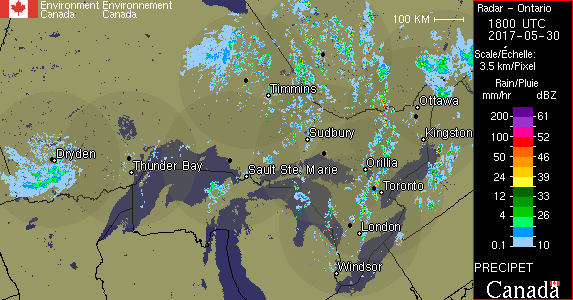 Environment Environnement
Canada Canada
100 KM
Timmins
Ottawa
Sudbury
Kingston
Dryden
Thunder Bay
Sault Ste. Marie
Orillia
Toronto
London
Windsor
Radar - Ontario
1800 UTC
2017-05-30
Scale/Échelle:
3.5 km/Pixel
Rain/Pluie
mm/hr dBZ
200 61
100 52
50 46
24 39
12 33
4 26
0.1 10
PRECIPET
Canada